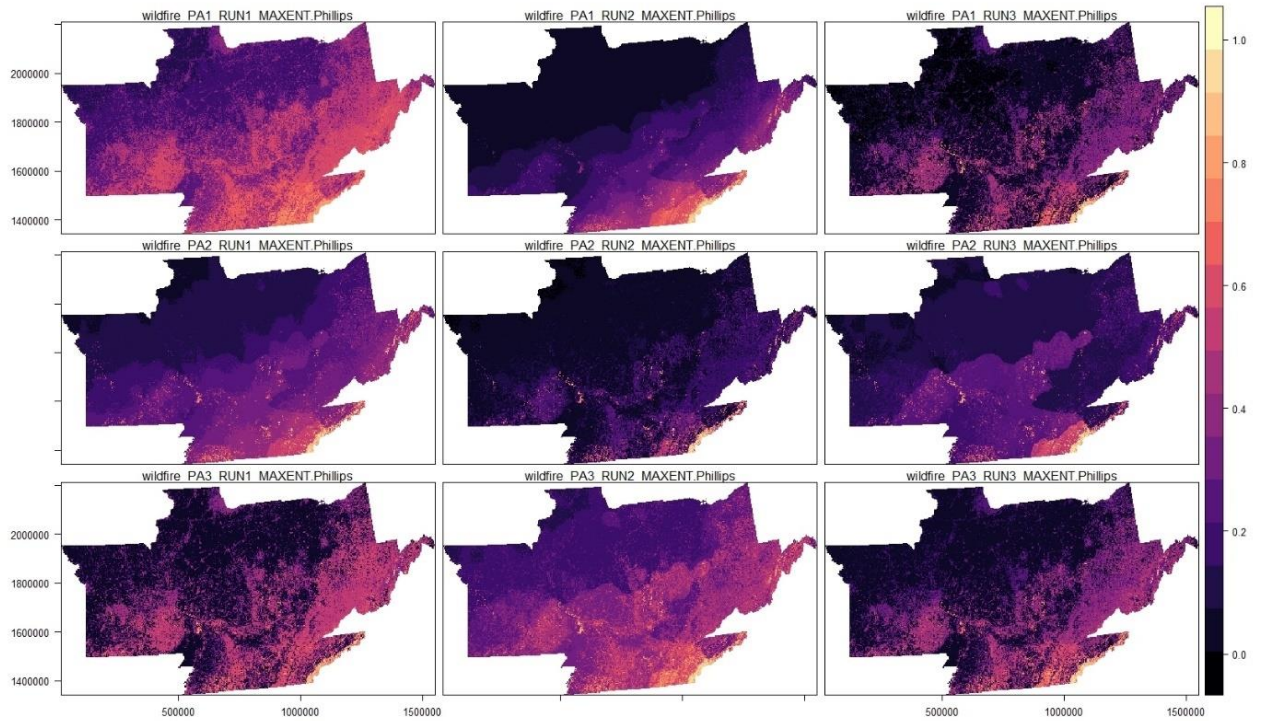 wildfire_PA1_RUN1_MAXENT.Phillips
wildfire_PA1_RUN2_MAXENT.Phillips
wildfire_PA1_RUN3_MAXENT.Phillips
1.0
2000000
1800000
1600000
1400000
0.8
wildfire_PA2_RUN1_MAXENT.Phillips
wildfire_PA2_RUN2_MAXENT.Phillips
wildfire_PA2_RUN3_MAXENT.Phillips
0.6
0.4
wildfire_PA3_RUN1_MAXENT.Phillips
wildfire_PA3_RUN2_MAXENT.Phillips
wildfire_PA3_RUN3_MAXENT.Phillips
2000000
1800000
1600000
1400000
0.2
0.0
500000 1000000 1500000
500000 1000000 1500000